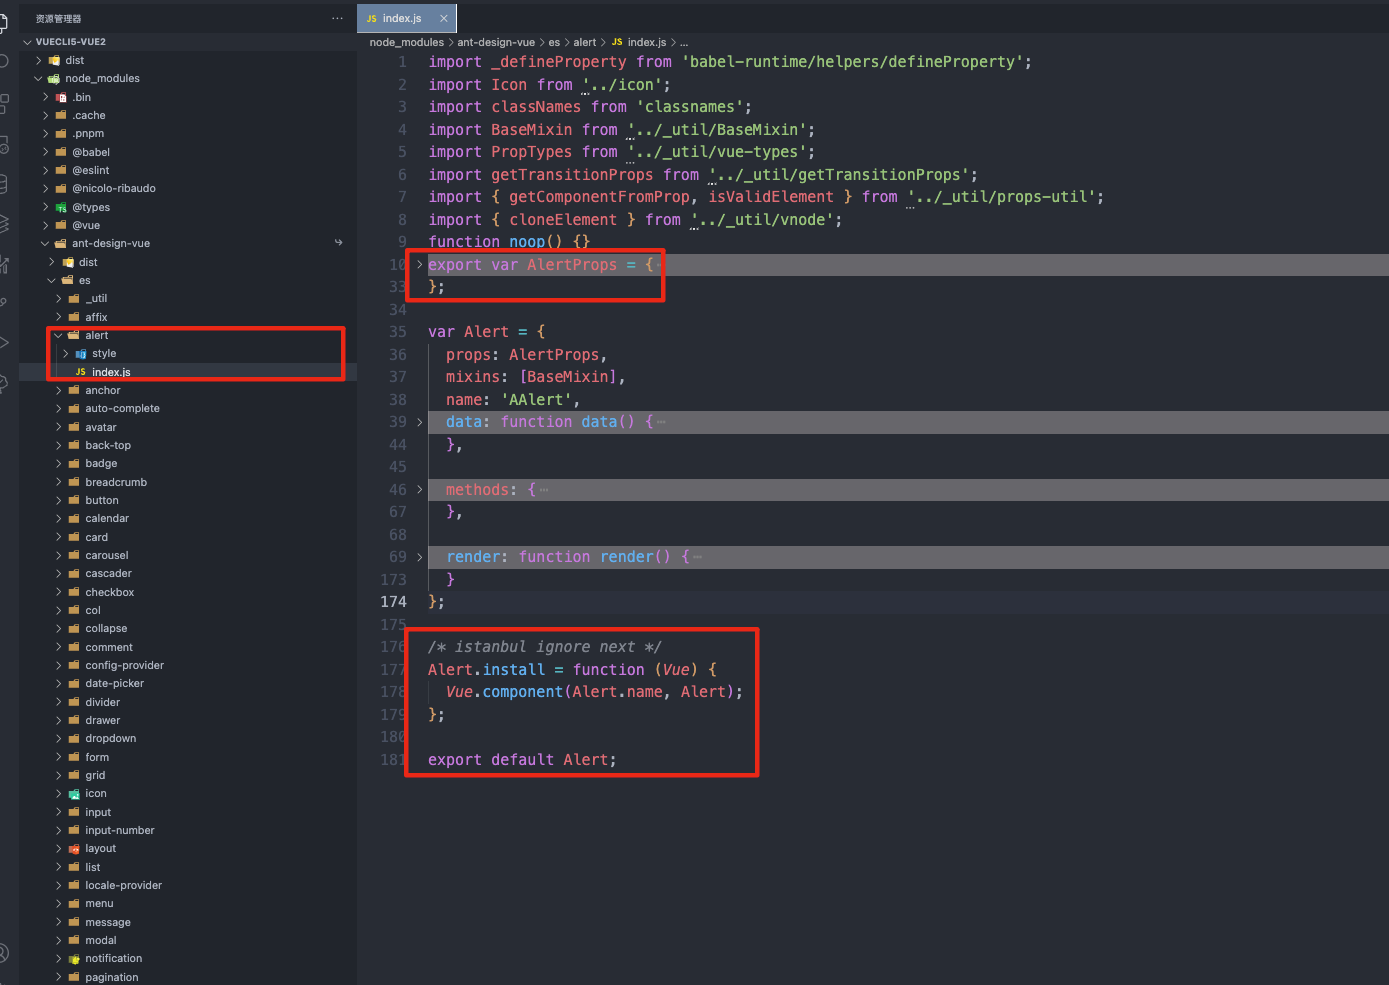 资源管理器
VUECLI5-VUE2
dist
node_modules
.bin
.cache
.pnpm
@babel
@eslint
@nicolo-ribaudo
@types
@vue
ant-design-vue
dist
es
_util
affix
alert
style
index.js
anchor
auto-complete
avatar
back-top
badge
breadcrumb
button
calendar
card
carousel
cascader
checkbox
col
collapse
comment
config-provider
date-picker
divider
drawer
dropdown
form
grid
icon
input
input-number
layout
list
locale-provider
menu
message
modal
notification
pagination
JS index.js
node_modules > ant-design-vue > es > alert > JS index.js > ...
1 import _defineProperty from 'babel-runtime/helpers/defineProperty';
2 import Icon from '../icon';
3 import classNames from 'classnames';
4 import BaseMixin from '../_util/BaseMixin';
5 import PropTypes from '../_util/vue-types';
6 import getTransitionProps from '../_util/getTransitionProps';
7 import { getComponentFromProp, isValidElement } from '../_util/props-util';
8 import { cloneElement } from '../_util/vnode';
9 function noop() {}
10 export var AlertProps = {…
33 };
34
35 var Alert = {
36 props: AlertProps,
37 mixins: [BaseMixin],
38 name: 'AAlert',
39 data: function data() {…
44 },
45
46 methods: {…
67 },
68
69 render: function render() {…
173 }
174 };
175
176 /* istanbul ignore next */
177 Alert.install = function (Vue) {
178 Vue.component(Alert.name, Alert);
179 };
180
181 export default Alert;